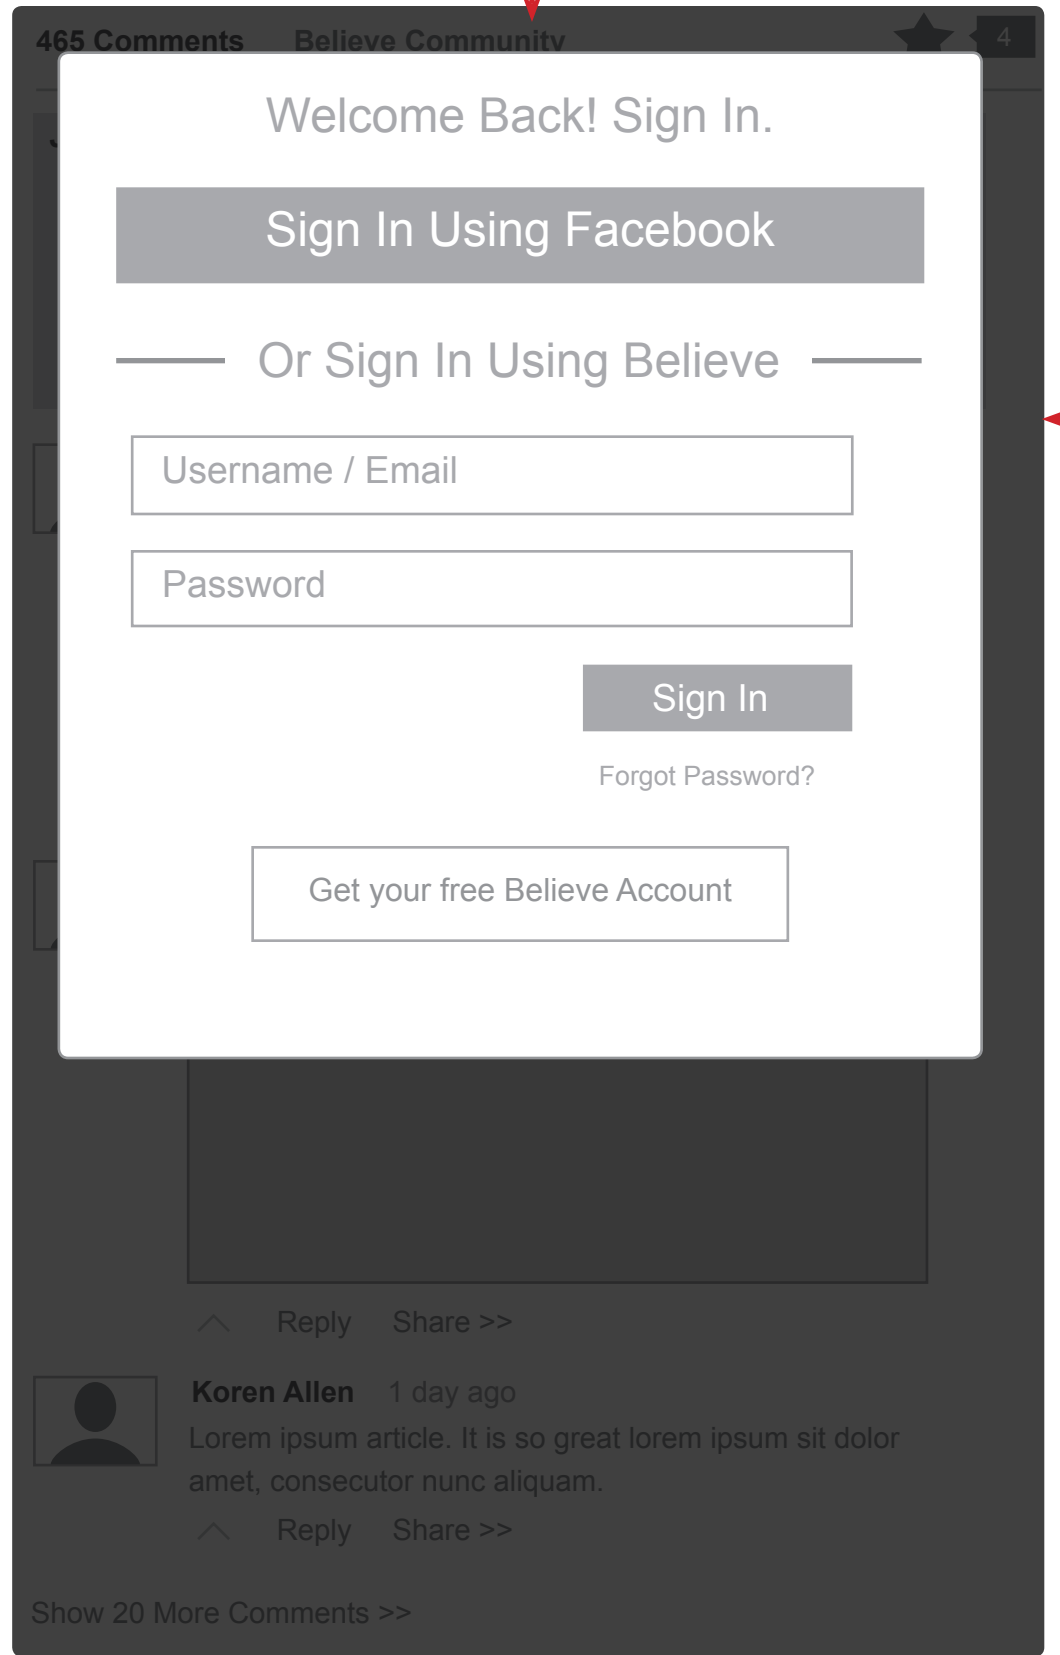 465 Comments Believe Community 4
Welcome Back! Sign In.
Sign In Using Facebook
Or Sign In Using Believe
Username / Email
Password
Sign In
Forgot Password?
Get your free Believe Account
Reply Share >>
Koren Allen 1 day ago
Lorem ipsum article. It is so great lorem ipsum sit dolor
amet, consecutor nunc aliquam.
Reply Share >>
Show 20 More Comments >>